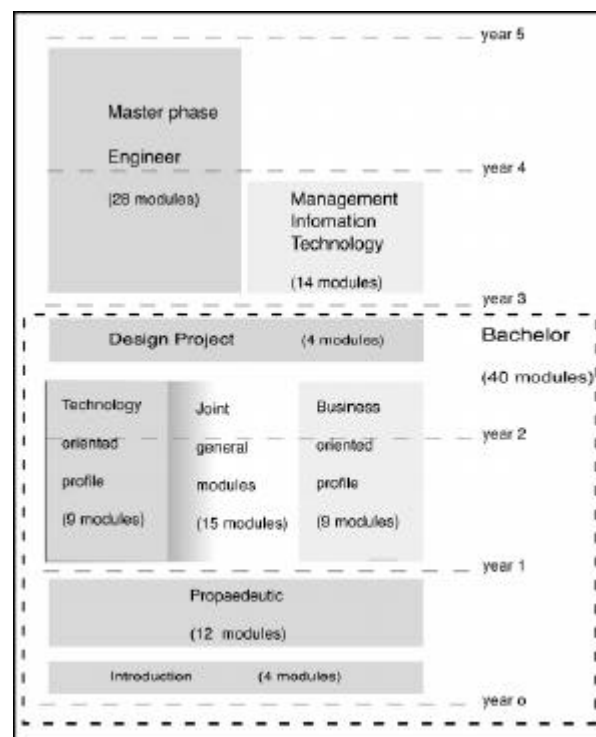 year 5
Master phase
Engineer
(28 modules)
year 4
Management
Infomation
Technology
(14 modules)
year 3
Design Project (4 modules)
Bachelor
(40 modules)
Technology
oriented
profile
(9 modules)
Joint
general
modules
(15 modules)
Business
oriented
profile
(9 modules)
year 2
year 1
Propaedeutic
(12 modules)
Introduction (4 modules)
year o